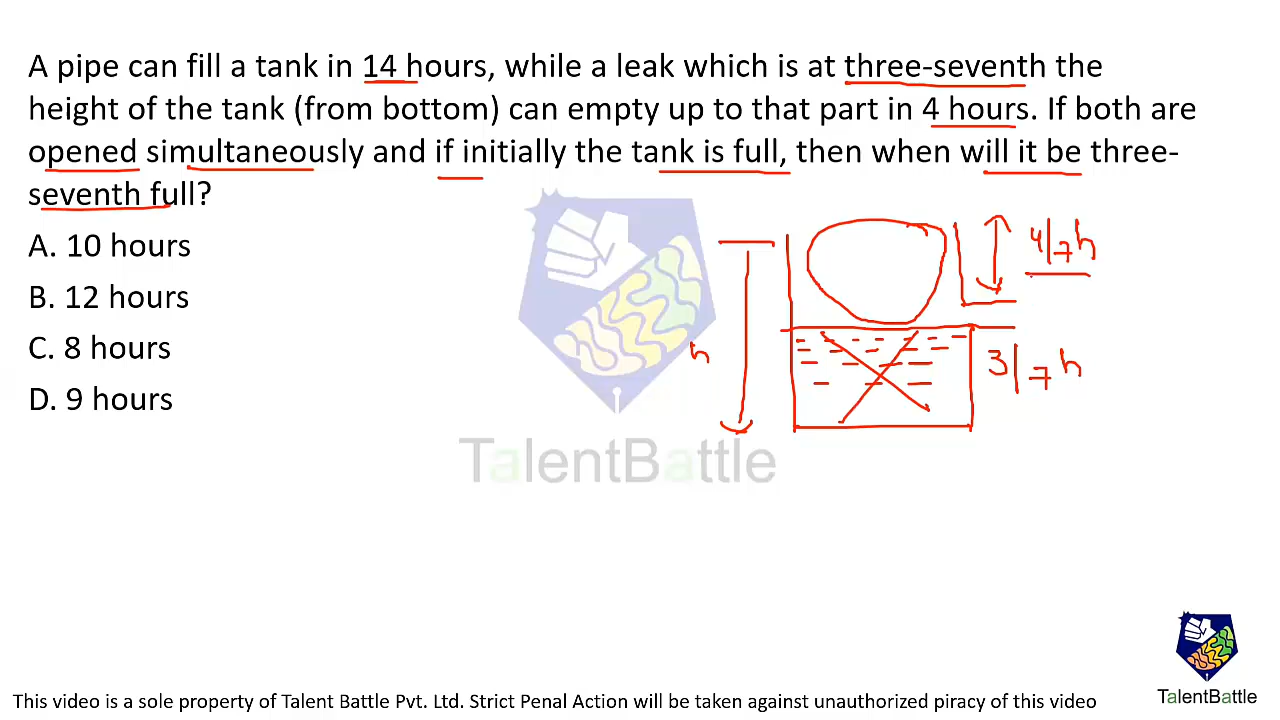 A pipe can fill a tank in 14 hours, while a leak which is at three-seventh the
height of the tank (from bottom) can empty up to that part in 4 hours. If both are
opened simultaneously and if initially the tank is full, then when will it be three-
seventh full?
A. 10 hours
B. 12 hours
C. 8 hours
D. 9 hours
4/7 h
h
3/7 h
TalentBattle
TalentBattle
This video is a sole property of Talent Battle Pvt. Ltd. Strict Penal Action will be taken against unauthorized piracy of this video